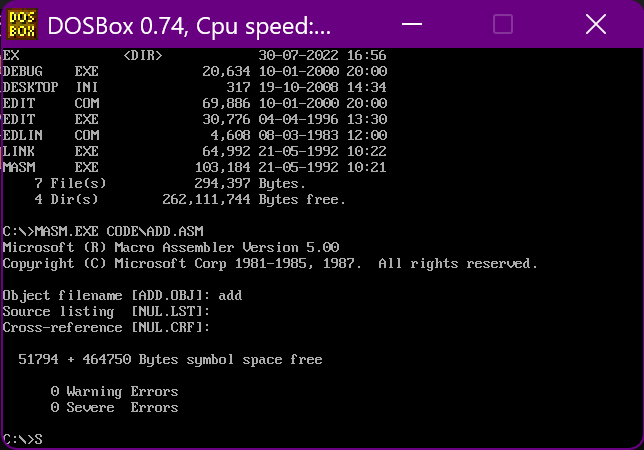 DOS
BOX
DOSBox 0.74, Cpu speed:...
EX <DIR> 30-07-2022 16:56
DEBUG EXE 20,634 10-01-2000 20:00
DESKTOP INI 317 19-10-2008 14:34
EDIT COM 69,886 10-01-2000 20:00
EDIT EXE 30,776 04-04-1996 13:30
EDLIN COM 4,608 08-03-1983 12:00
LINK EXE 64,992 21-05-1992 10:22
MASM EXE 103,184 21-05-1992 10:21
7 File(s) 294,397 Bytes.
4 Dir(s) 262,111,744 Bytes free.
C:\>MASM.EXE CODE\ADD.ASM
Microsoft (R) Macro Assembler Version 5.00
Copyright (C) Microsoft Corp 1981-1985, 1987. All rights reserved.
Object filename [ADD.OBJ]: add
Source listing [NUL.LST]:
Cross-reference [NUL.CRF]:
51794 + 464750 Bytes symbol space free
0 Warning Errors
0 Severe Errors
C:\>S